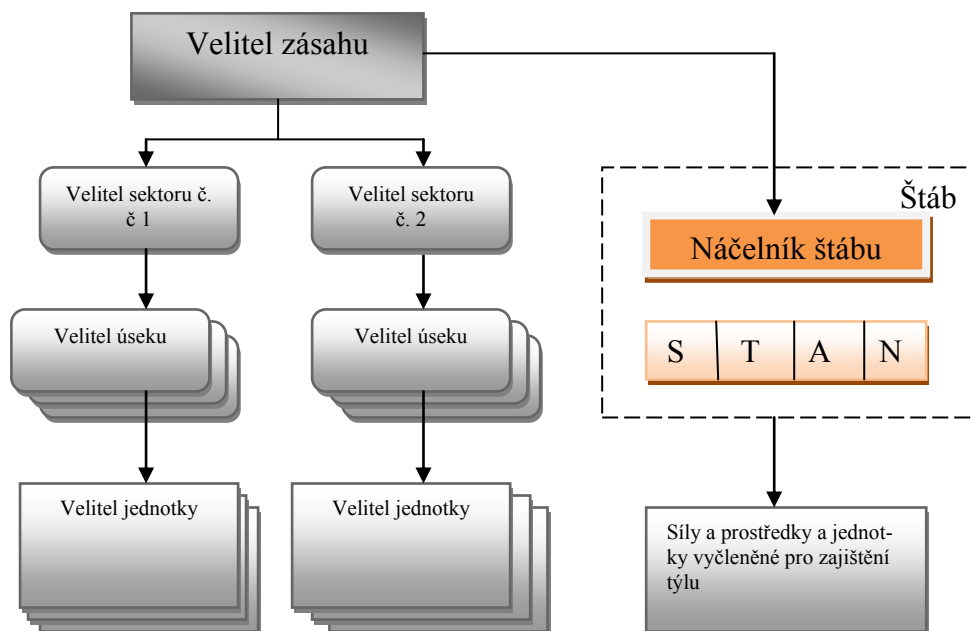 Velitel zásahu
Velitel sektoru č.
č 1
Velitel sektoru
č. 2
Štáb
Náčelník štábu
Velitel úseku
Velitel úseku
S T A N
Velitel jednotky
Velitel jednotky
Síly a prostředky a jednot-
ky vyčleněné pro zajištění
týlu